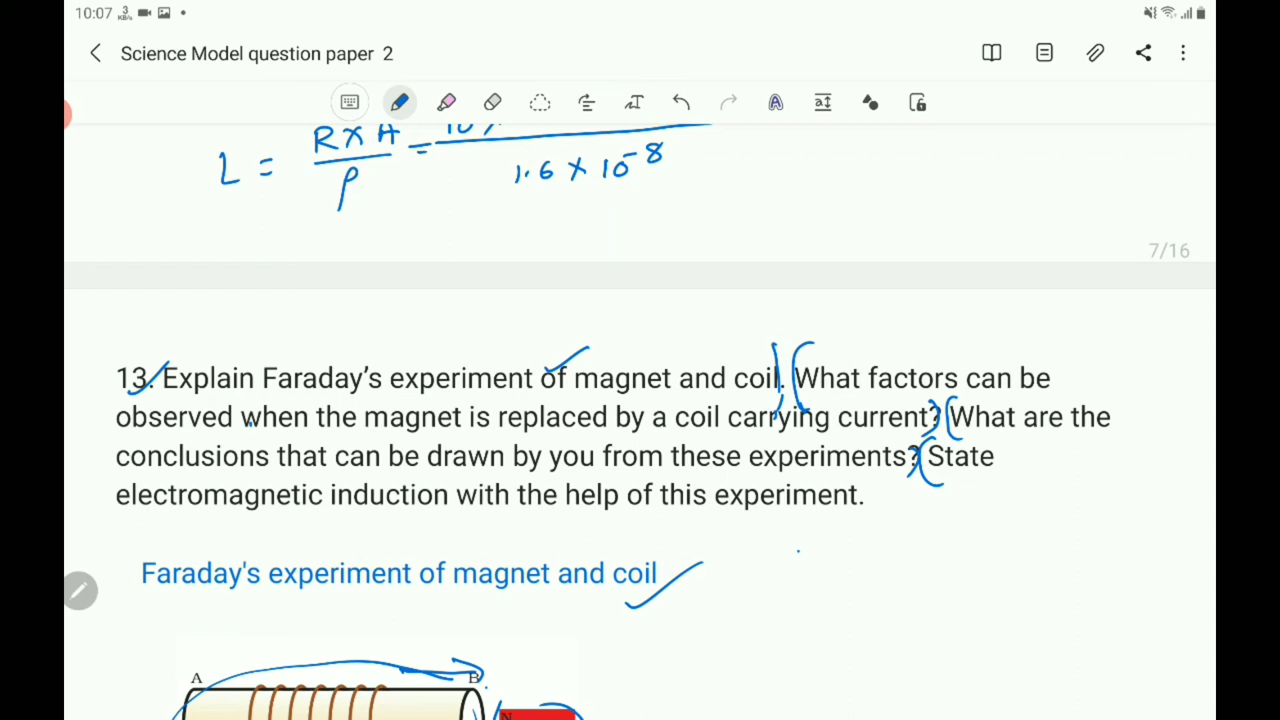 10:07 3 KB/s
Science Model question paper 2
L = R X A / ρ = 
1.6 X 10⁻⁸
7/16
13. Explain Faraday's experiment of magnet and coil. What factors can be
observed when the magnet is replaced by a coil carrying current? What are the
conclusions that can be drawn by you from these experiments? State
electromagnetic induction with the help of this experiment.
Faraday's experiment of magnet and coil
A B
N